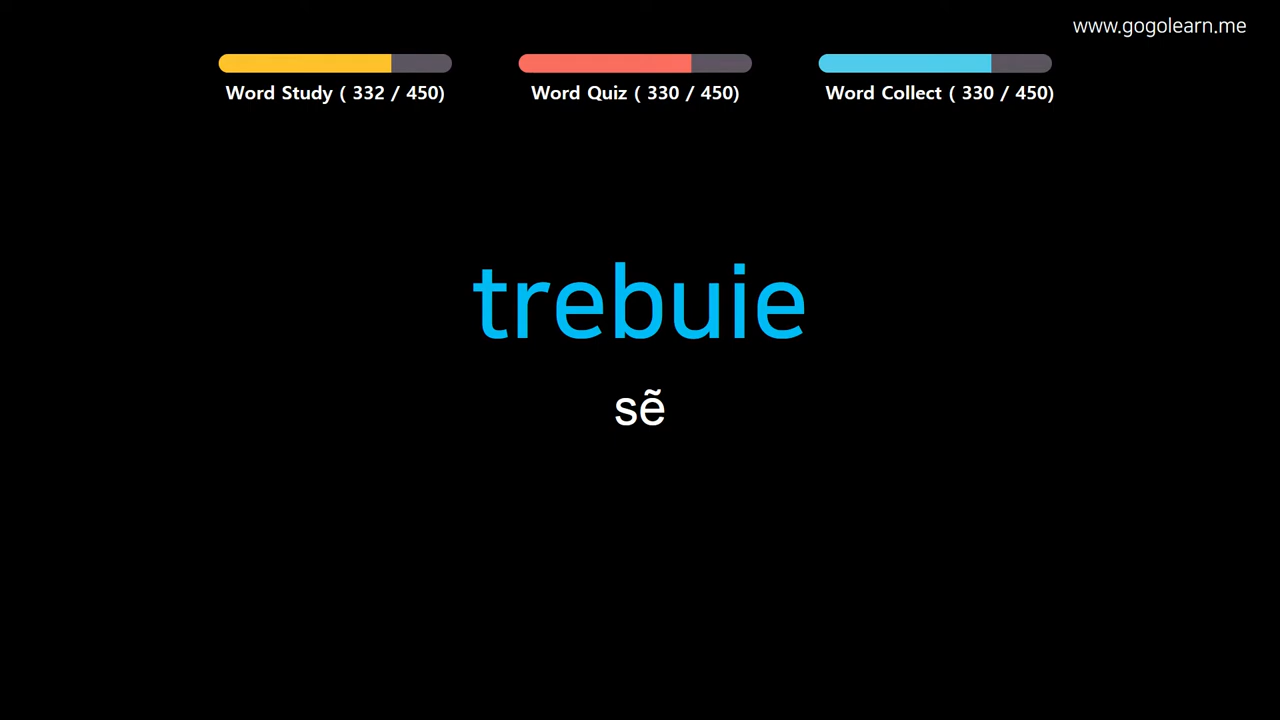 www.gogolearn.me
Word Study ( 332 / 450)
Word Quiz ( 330 / 450)
Word Collect ( 330 / 450)
trebuie
sẽ